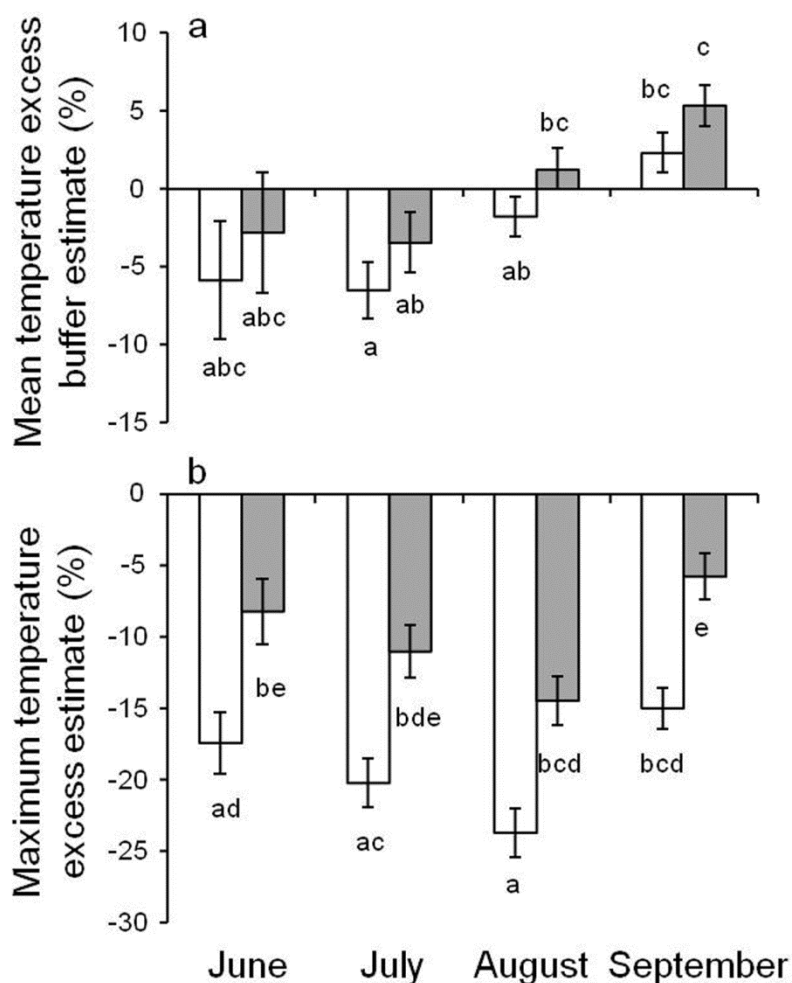 Mean temperature excess
buffer estimate (%)
a
10
5
0
-5
-10
-15
abc
abc
a
ab
ab
bc
bc
c
Maximum temperature
excess estimate (%)
b
0
-5
-10
-15
-20
-25
-30
ad
be
ac
bde
a
bcd
bcd
e
June July August September